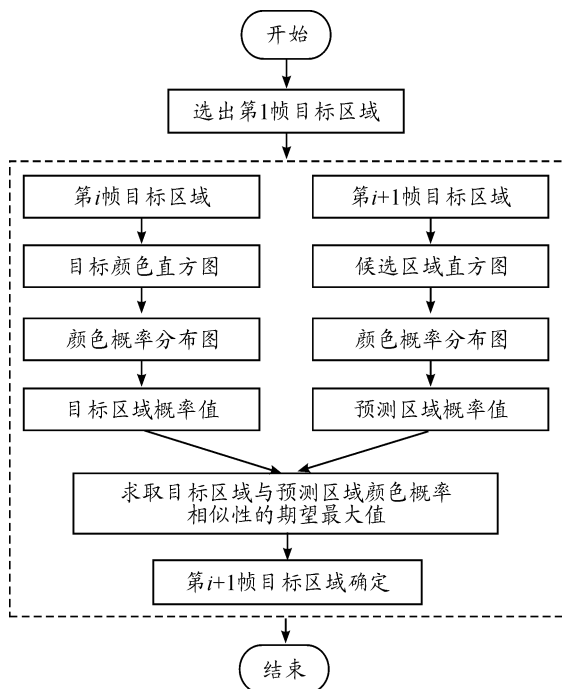 开始
选出第1帧目标区域
第i帧目标区域
目标颜色直方图
颜色概率分布图
目标区域概率值
第i+1帧目标区域
候选区域直方图
颜色概率分布图
预测区域概率值
求取目标区域与预测区域颜色概率
相似性的期望最大值
第i+1帧目标区域确定
结束